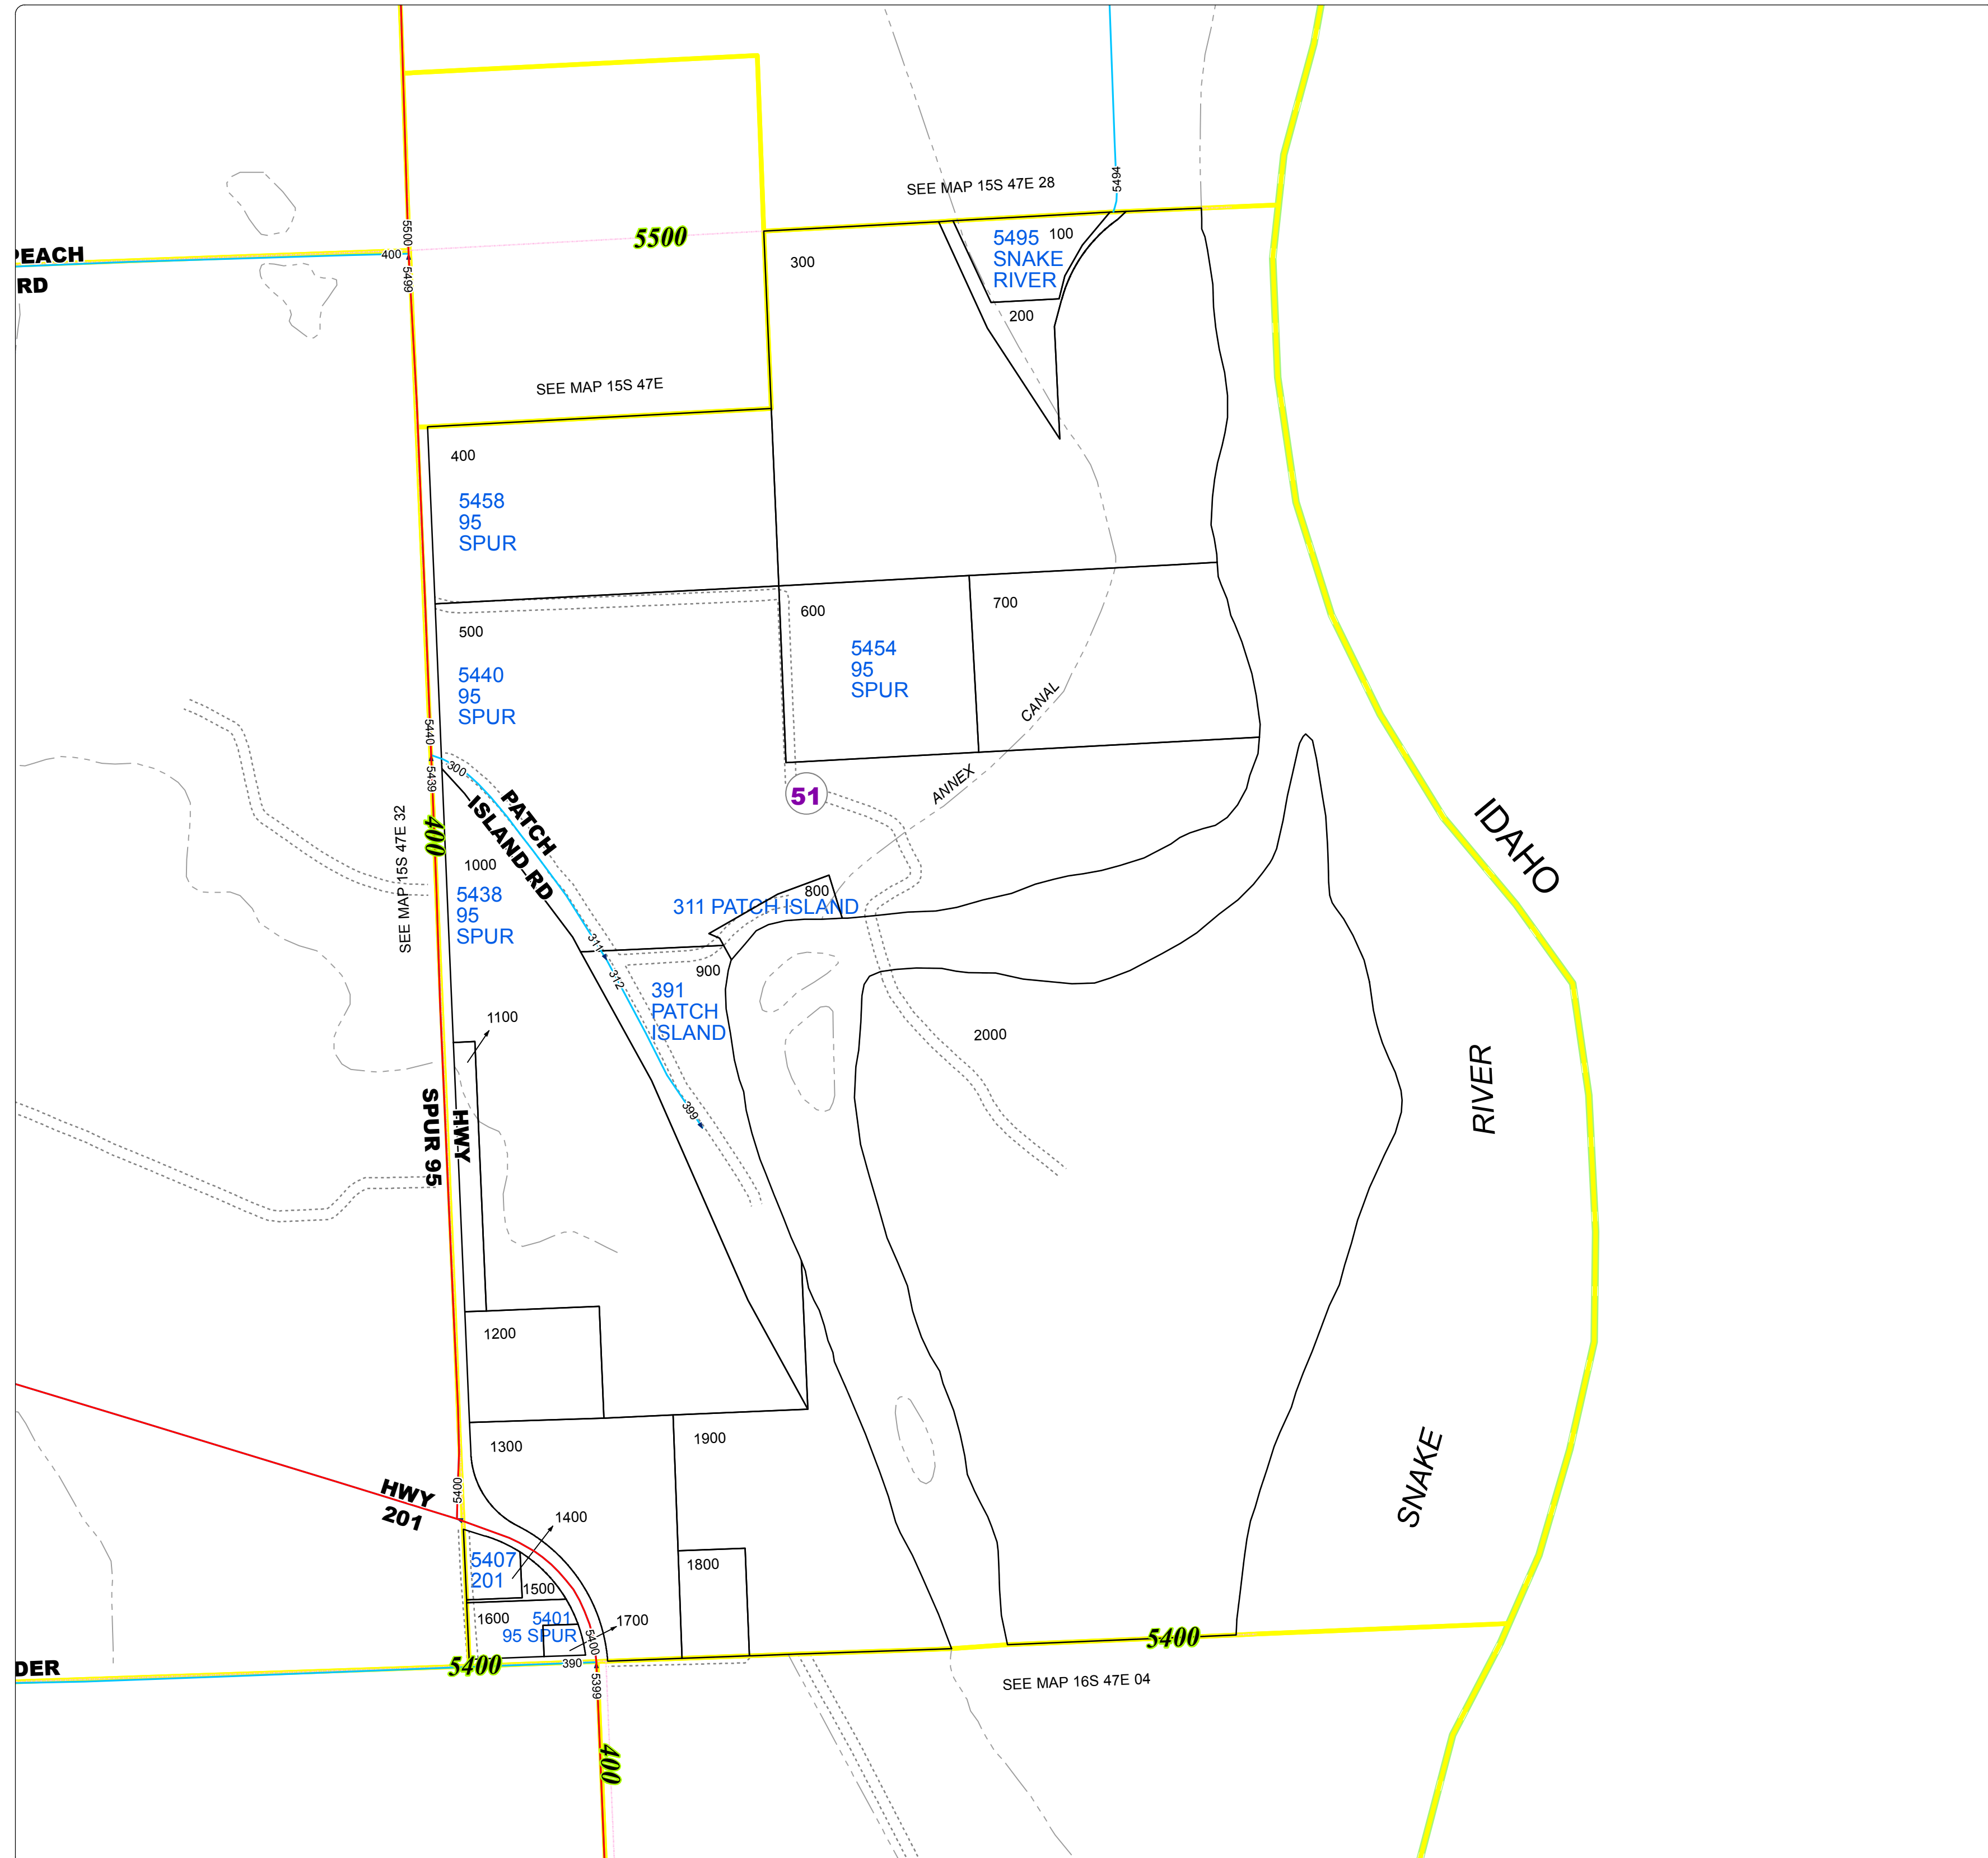 5494
SEE MAP 15S 47E 28
5500
5500
400
5499
PEACH
RD
100
5495
SNAKE
RIVER
300
200
SEE MAP 15S 47E
400
5458
95
SPUR
500
5440
95
SPUR
600
5454
95
SPUR
700
CANAL
ANNEX
51
5440
5439
300
PATCH
ISLAND RD
SEE MAP 15S 47E 32
400
1000
5438
95
SPUR
800
311 PATCH ISLAND
311
312
900
391
PATCH
ISLAND
399
IDAHO
2000
1100
HWY
SPUR 95
RIVER
SNAKE
1200
1300
1900
HWY
201
5400
1400
5407
201
1500
1600
5401
95 SPUR
1700
1800
5400
5400
390
5399
5400
DER
SEE MAP 16S 47E 04
400